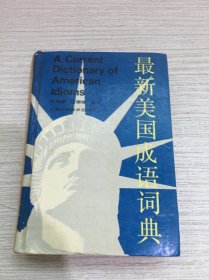 A Current
Dictionary of
American
Idioms
最新美国成语词典